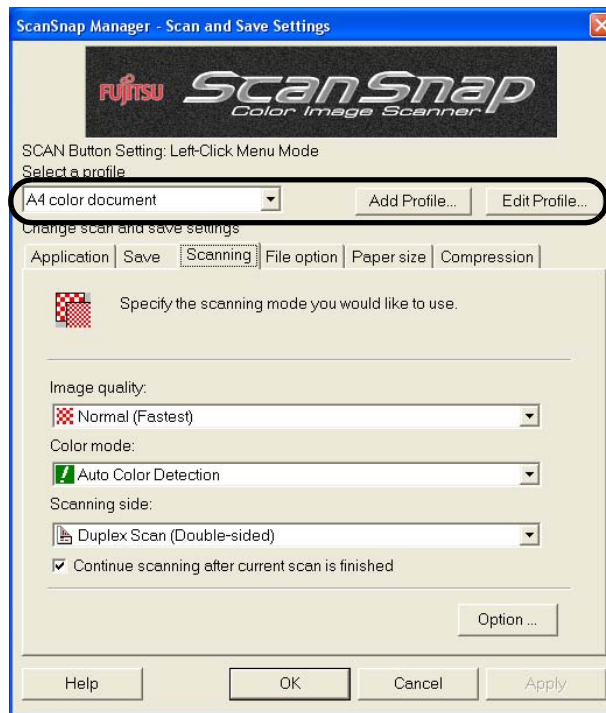 ScanSnap Manager - Scan and Save Settings
FUJITSU ScanSnap
Color Image Scanner
SCAN Button Setting: Left-Click Menu Mode
Select a profile
A4 color document Add Profile... Edit Profile...
Change scan and save settings
Application Save Scanning File option Paper size Compression
Specify the scanning mode you would like to use.
Image quality:
Normal (Fastest)
Color mode:
Auto Color Detection
Scanning side:
Duplex Scan (Double-sided)
Continue scanning after current scan is finished
Option ...
Help OK Cancel Apply